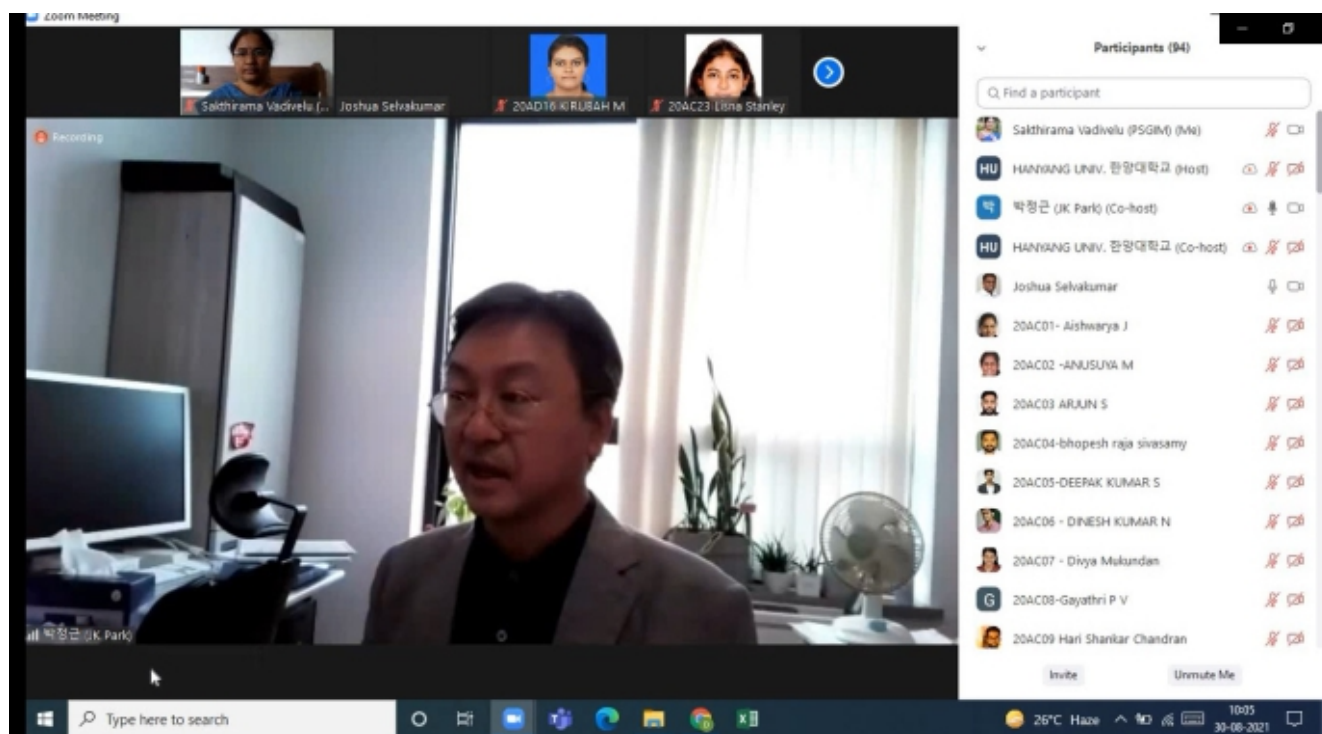 Zoom Meeting
Sakthirama Vadivelu (...
Joshua Selvakumar
20AD16 KIRUBAH M
20AC23-Lisna Stanley
Recording
박정근 (JK Park)
Participants (94)
Find a participant
Sakthirama Vadivelu (PSGIM) (Me)
HU HANYANG UNIV. 한양대학교 (Host)
박 박정근 (JK Park) (Co-host)
HU HANYANG UNIV. 한양대학교 (Co-host)
Joshua Selvakumar
20AC01- Aishwarya J
20AC02 -ANUSUYA M
20AC03 ARJUN S
20AC04-bhopesh raja sivasamy
20AC05-DEEPAK KUMAR S
20AC06 - DINESH KUMAR N
20AC07 - Divya Mukundan
G 20AC08-Gayathri P V
20AC09 Hari Shankar Chandran
Invite
Unmute Me
Type here to search
26°C Haze
10:05
30-08-2021